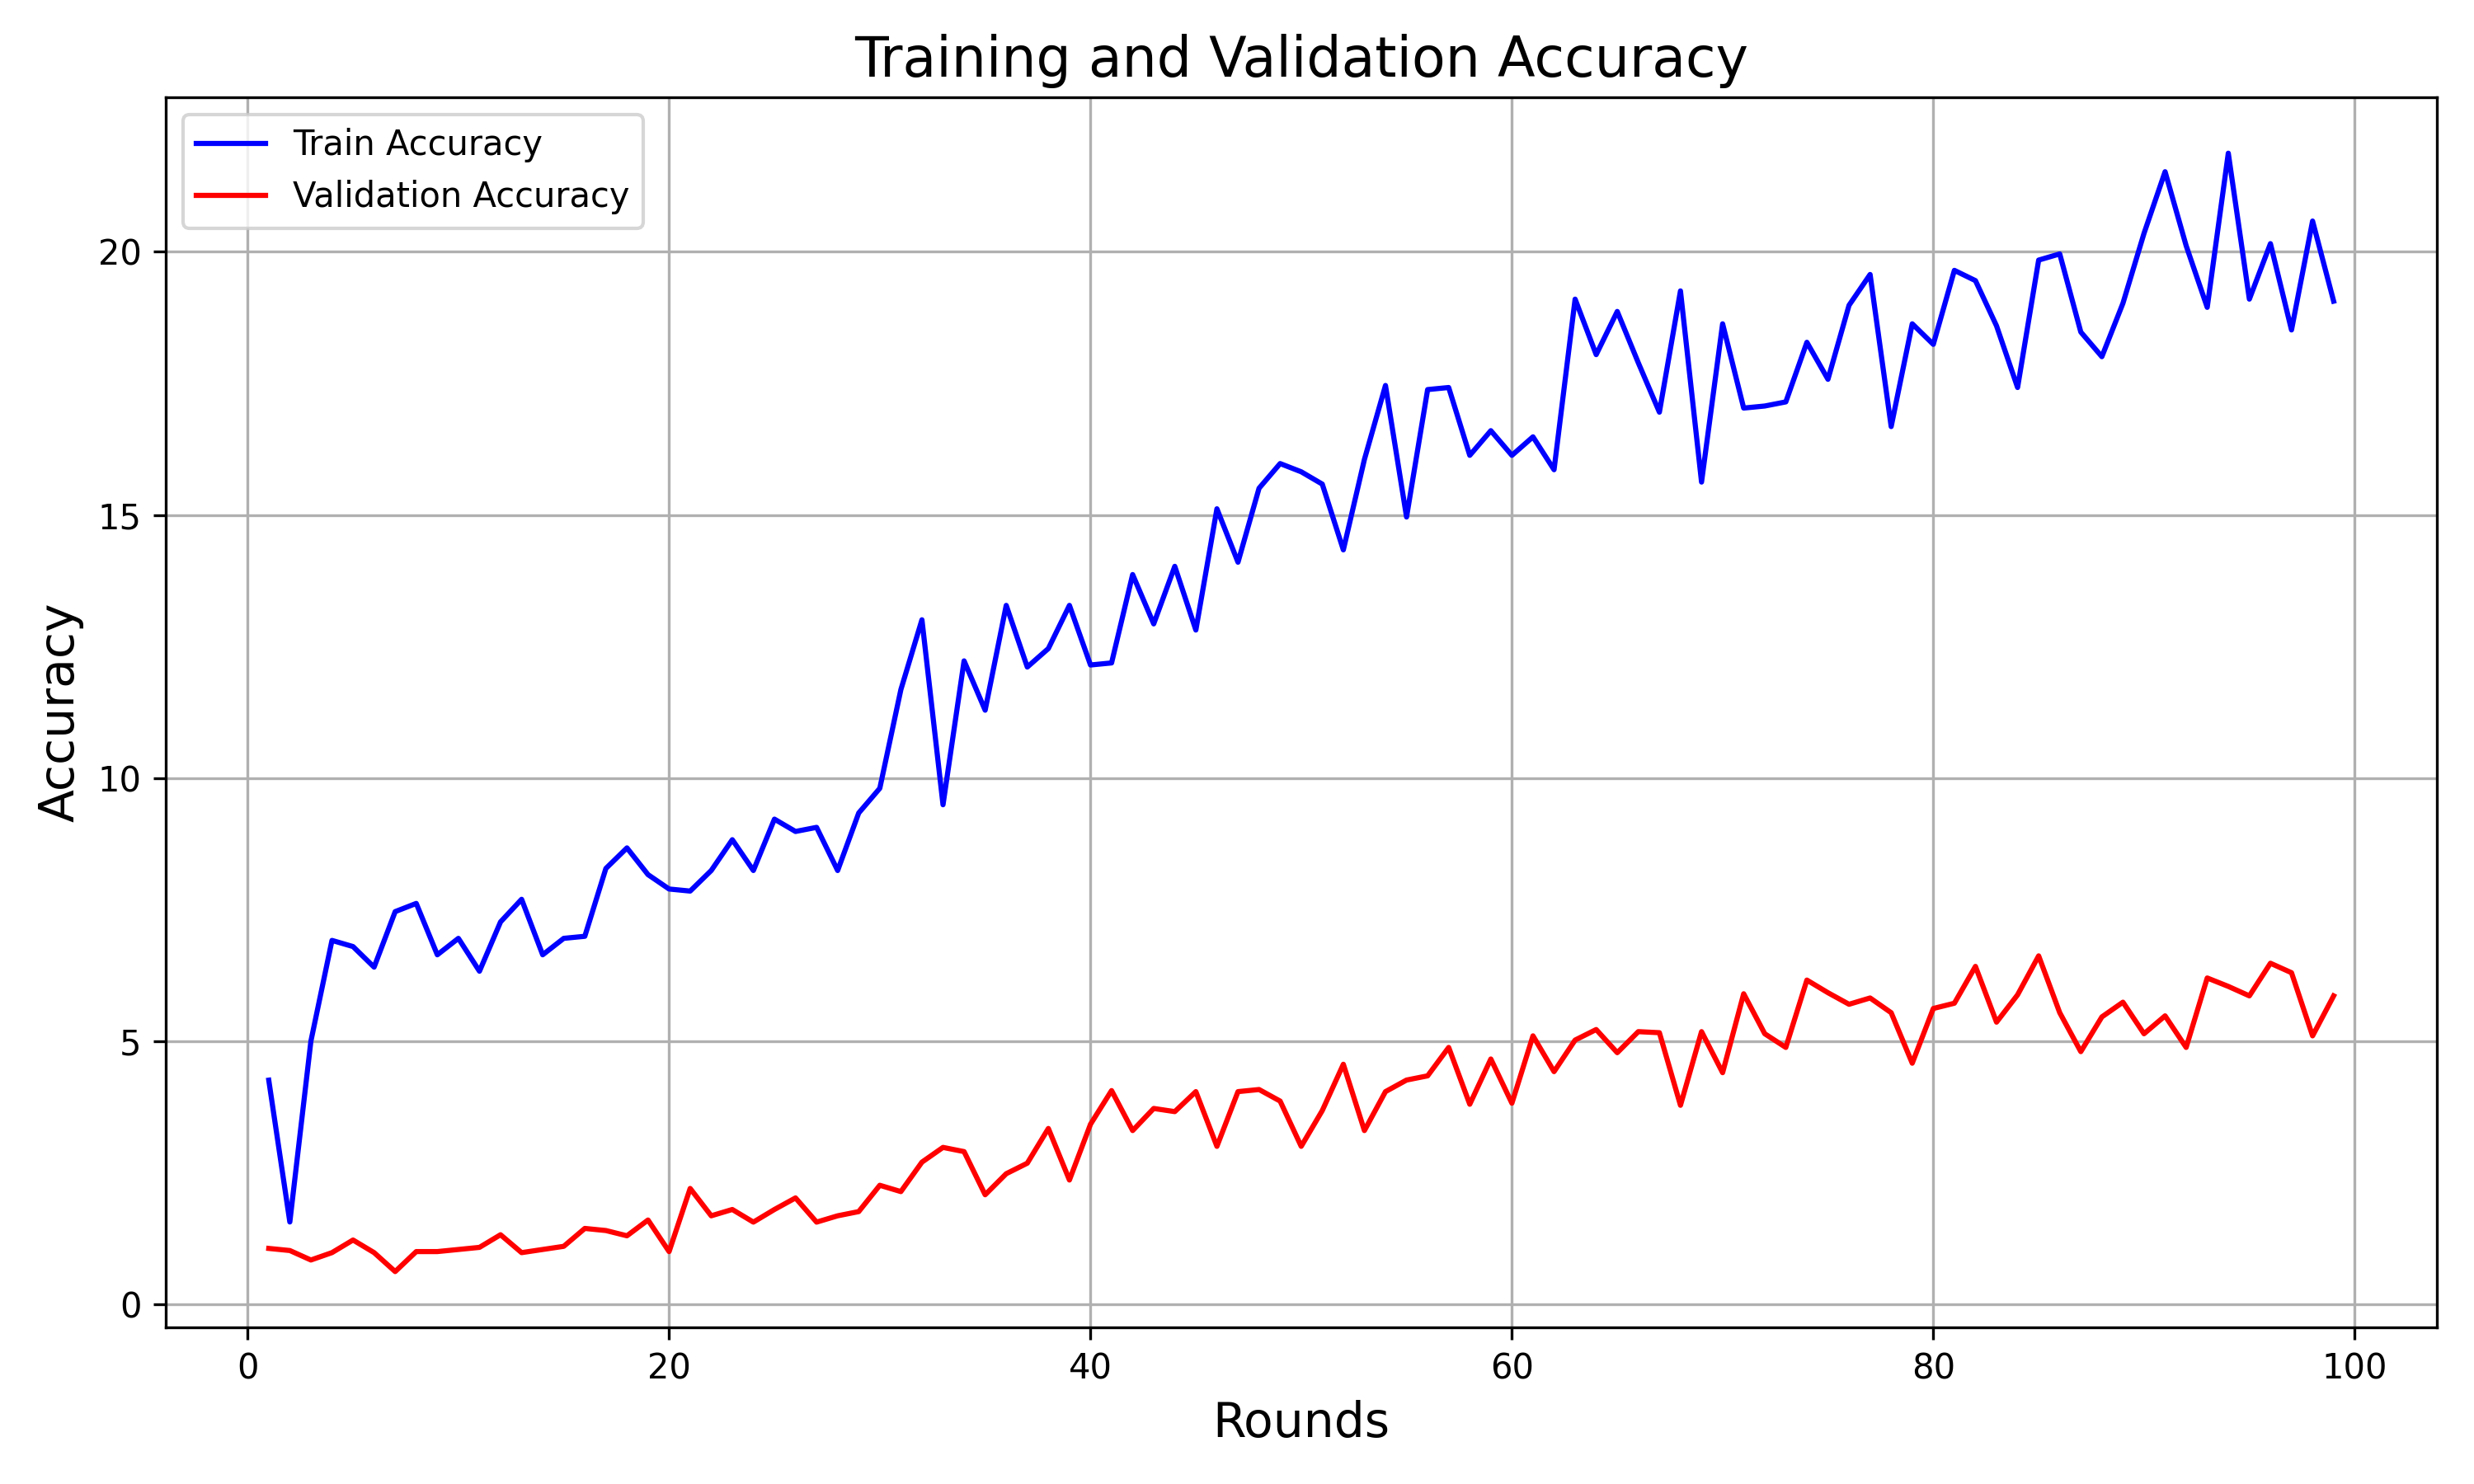 Training and Validation Accuracy
Train Accuracy
Validation Accuracy
20
15
10
5
0
Accuracy
0 20 40 60 80 100
Rounds